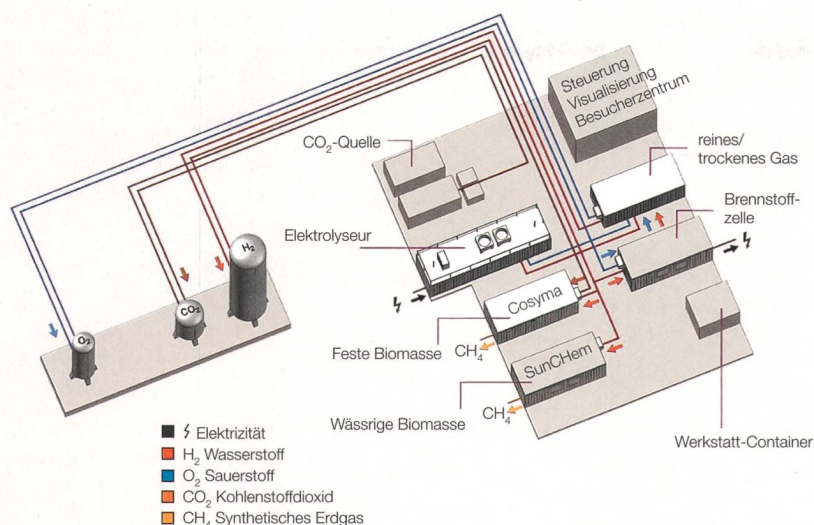 Steuerung
Visualisierung
Besucherzentrum
CO₂-Quelle
reines/
trockenes Gas
Brennstoff-
zelle
Elektrolyseur
H₂
CO₂
O₂
Cosyma
Feste Biomasse
CH₄
SunCHem
Wässrige Biomasse
CH₄
Werkstatt-Container
Elektrizität
H₂ Wasserstoff
O₂ Sauerstoff
CO₂ Kohlenstoffdioxid
CH₄ Synthetisches Erdgas